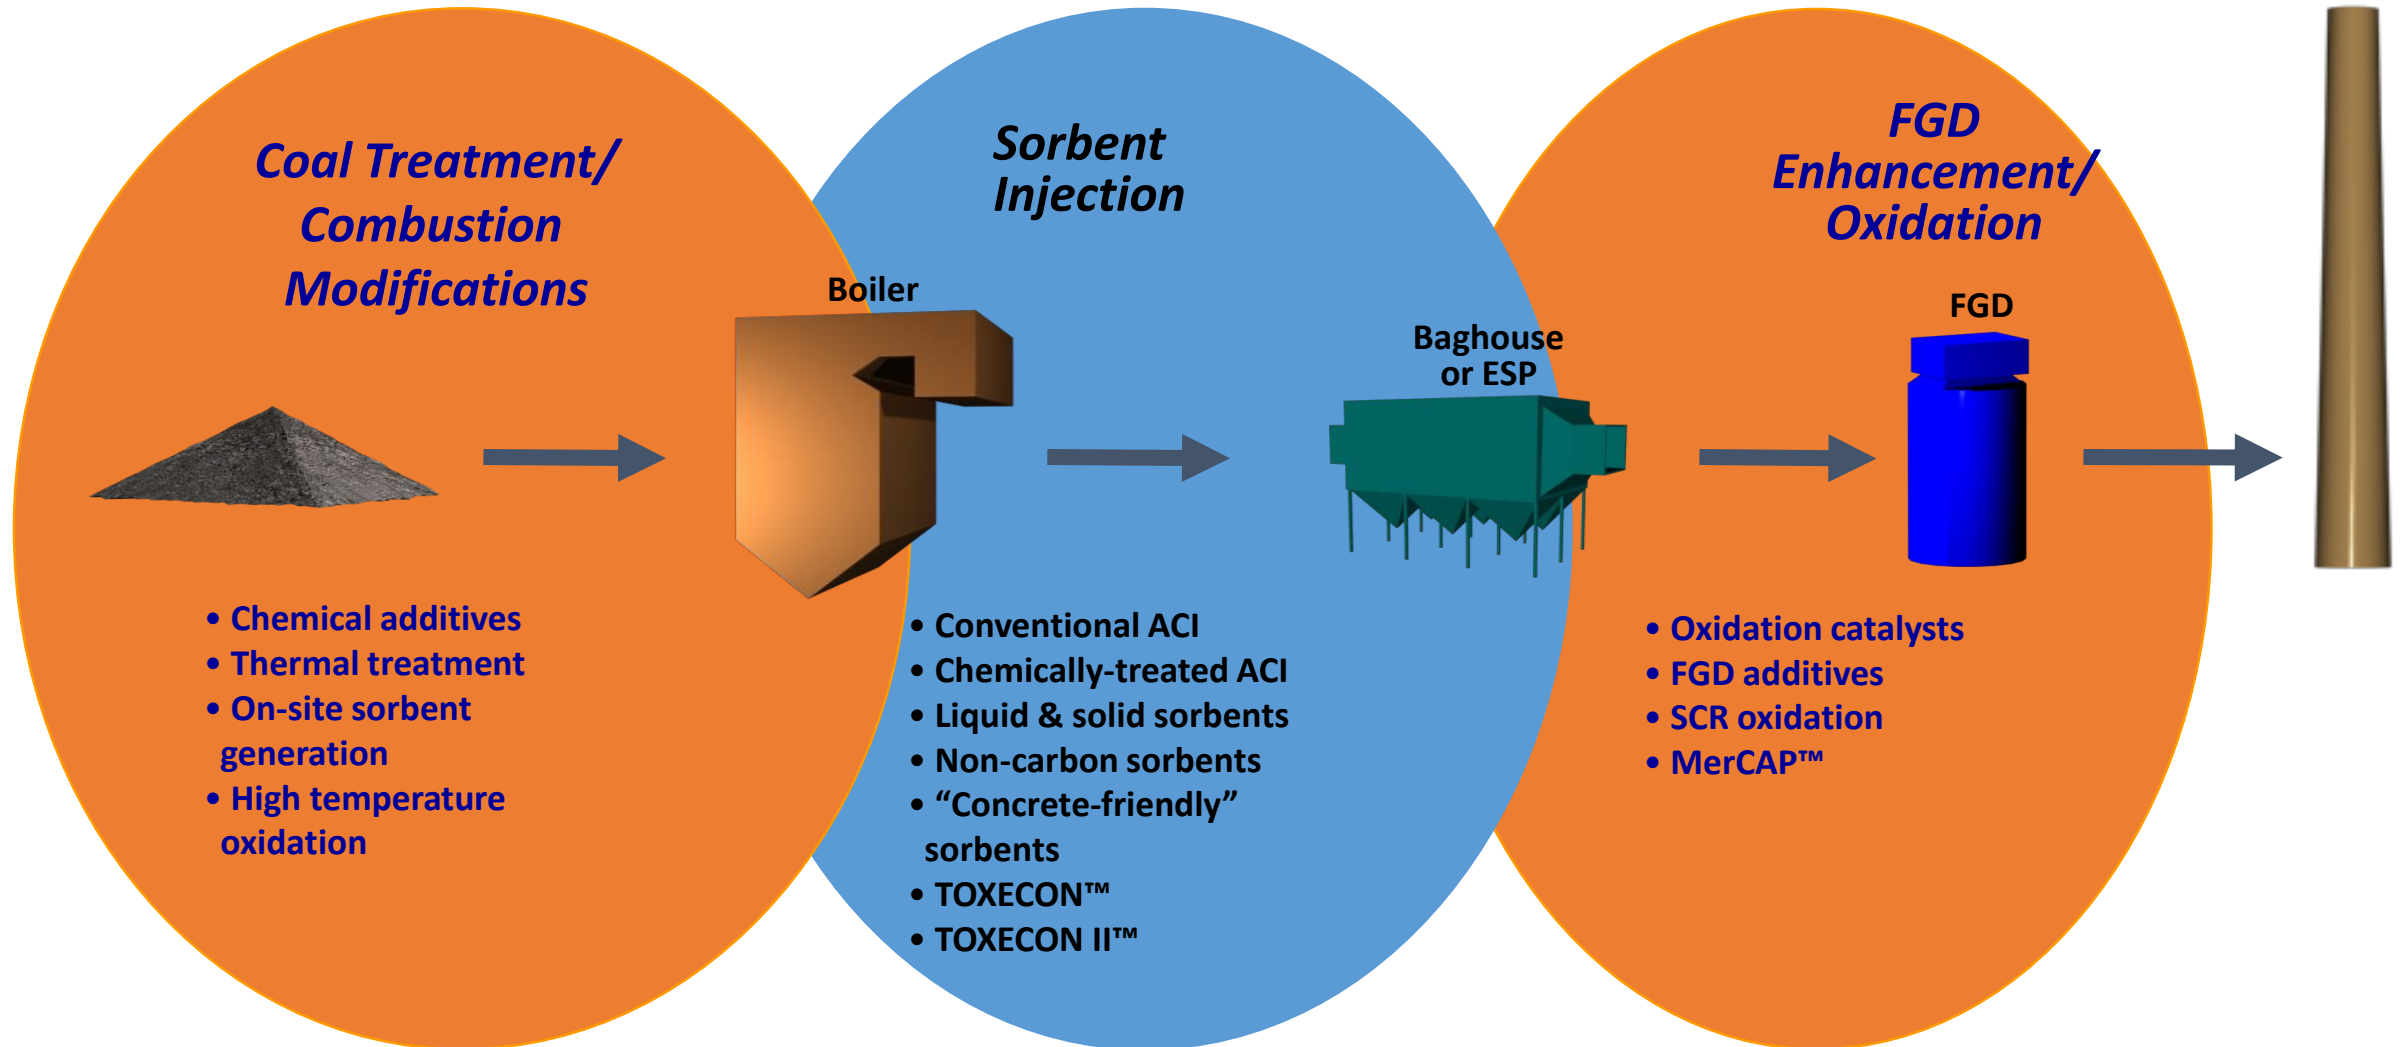 Coal Treatment/
Combustion
Modifications
Boiler
• Chemical additives
• Thermal treatment
• On-site sorbent
generation
• High temperature
oxidation
Sorbent
Injection
Baghouse
or ESP
• Conventional ACI
• Chemically-treated ACI
• Liquid & solid sorbents
• Non-carbon sorbents
• “Concrete-friendly”
sorbents
• TOXECON™
• TOXECON II™
FGD
Enhancement/
Oxidation
FGD
• Oxidation catalysts
• FGD additives
• SCR oxidation
• MerCAP™